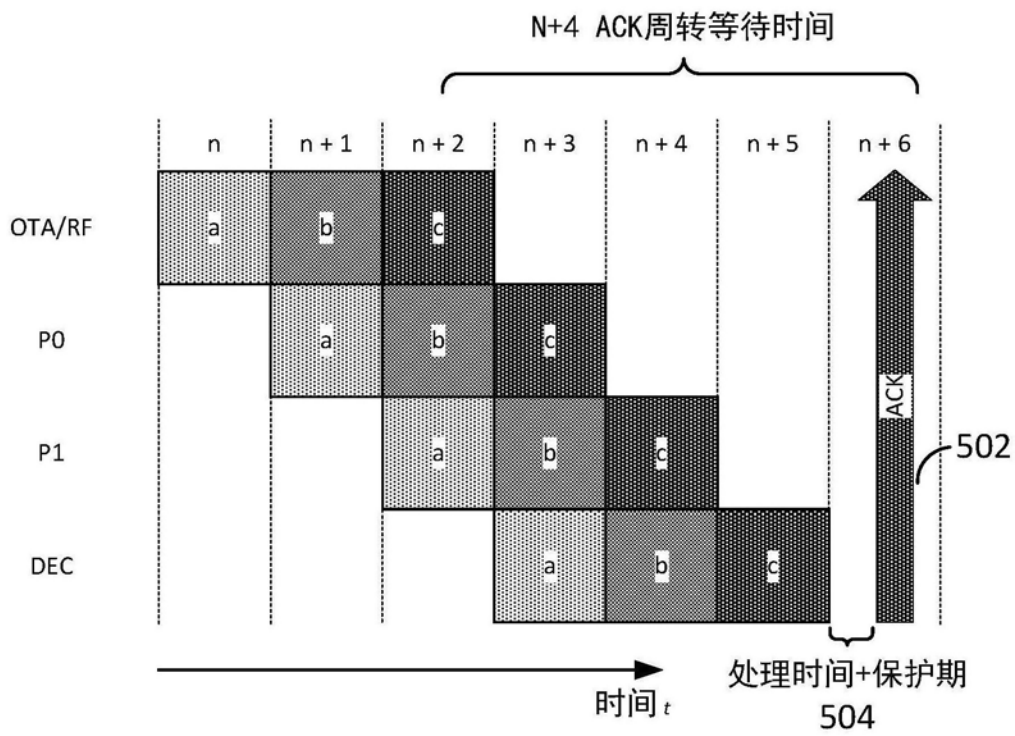 N+4 ACK周转等待时间
n n + 1 n + 2 n + 3 n + 4 n + 5 n + 6
OTA/RF a b c
P0 a b c
ACK
P1 a b c
502
DEC a b c
处理时间+保护期
时间 t
504